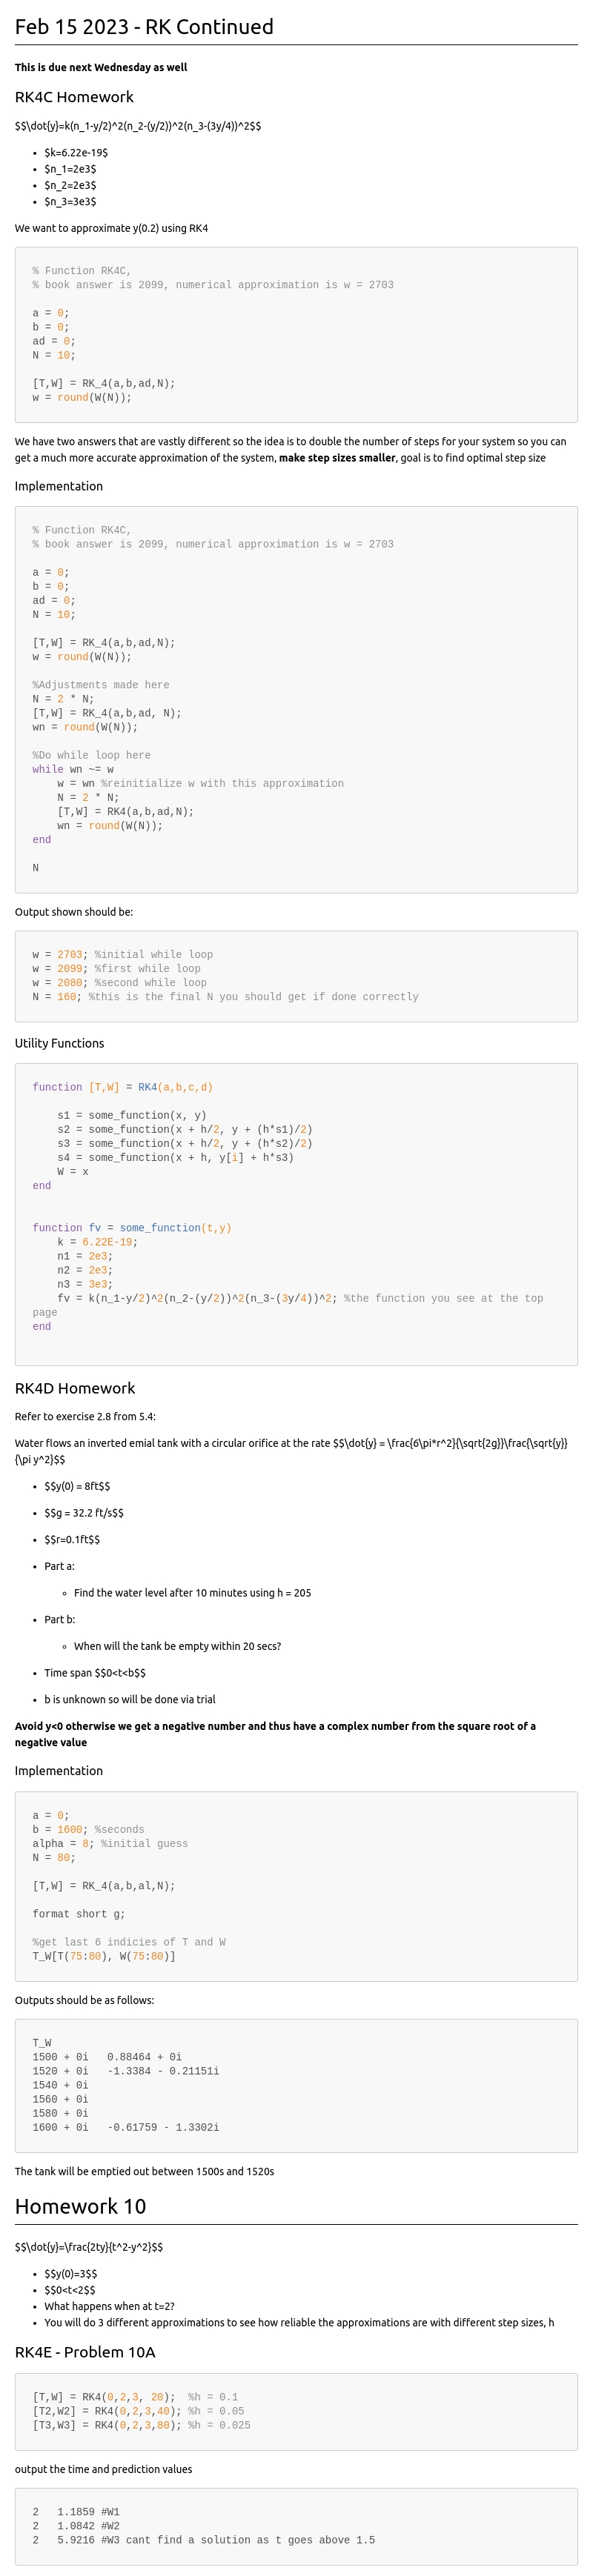 Feb 15 2023 - RK Continued
This is due next Wednesday as well
RK4C Homework
$$\dot{y}=k(n_1-y/2)^2(n_2-(y/2))^2(n_3-(3y/4))^2$$
• $k=6.22e-19$
• $n_1=2e3$
• $n_2=2e3$
• $n_3=3e3$
We want to approximate y(0.2) using RK4
% Function RK4C,
% book answer is 2099, numerical approximation is w = 2703
a = 0;
b = 0;
ad = 0;
N = 10;
[T,W] = RK_4(a,b,ad,N);
w = round(W(N));
We have two answers that are vastly different so the idea is to double the number of steps for your system so you can
get a much more accurate approximation of the system, make step sizes smaller, goal is to find optimal step size
Implementation
% Function RK4C,
% book answer is 2099, numerical approximation is w = 2703
a = 0;
b = 0;
ad = 0;
N = 10;
[T,W] = RK_4(a,b,ad,N);
w = round(W(N));
%Adjustments made here
N = 2 * N;
[T,W] = RK_4(a,b,ad, N);
wn = round(W(N));
%Do while loop here
while wn ~= w
    w = wn %reinitialize w with this approximation
    N = 2 * N;
    [T,W] = RK4(a,b,ad,N);
    wn = round(W(N));
end
N
Output shown should be:
w = 2703; %initial while loop
w = 2099; %first while loop
w = 2080; %second while loop
N = 160; %this is the final N you should get if done correctly
Utility Functions
function [T,W] = RK4(a,b,c,d)
    s1 = some_function(x, y)
    s2 = some_function(x + h/2, y + (h*s1)/2)
    s3 = some_function(x + h/2, y + (h*s2)/2)
    s4 = some_function(x + h, y[i] + h*s3)
    W = x
end
function fv = some_function(t,y)
    k = 6.22E-19;
    n1 = 2e3;
    n2 = 2e3;
    n3 = 3e3;
    fv = k(n_1-y/2)^2(n_2-(y/2))^2(n_3-(3y/4))^2; %the function you see at the top
page
end
RK4D Homework
Refer to exercise 2.8 from 5.4:
Water flows an inverted emial tank with a circular orifice at the rate $$\dot{y} = \frac{6\pi*r^2}{\sqrt{2g}}\frac{\sqrt{y}}
{\pi y^2}$$
• $$y(0) = 8ft$$
• $$g = 32.2 ft/s$$
• $$r=0.1ft$$
• Part a:
◦ Find the water level after 10 minutes using h = 205
• Part b:
◦ When will the tank be empty within 20 secs?
• Time span $$0<t<b$$
• b is unknown so will be done via trial
Avoid y<0 otherwise we get a negative number and thus have a complex number from the square root of a
negative value
Implementation
a = 0;
b = 1600; %seconds
alpha = 8; %initial guess
N = 80;
[T,W] = RK_4(a,b,al,N);
format short g;
%get last 6 indicies of T and W
T_W[T(75:80), W(75:80)]
Outputs should be as follows:
T_W
1500 + 0i   0.88464 + 0i
1520 + 0i   -1.3384 - 0.21151i
1540 + 0i
1560 + 0i
1580 + 0i
1600 + 0i   -0.61759 - 1.3302i
The tank will be emptied out between 1500s and 1520s
Homework 10
$$\dot{y}=\frac{2ty}{t^2-y^2}$$
• $$y(0)=3$$
• $$0<t<2$$
• What happens when at t=2?
• You will do 3 different approximations to see how reliable the approximations are with different step sizes, h
RK4E - Problem 10A
[T,W] = RK4(0,2,3, 20);  %h = 0.1
[T2,W2] = RK4(0,2,3,40); %h = 0.05
[T3,W3] = RK4(0,2,3,80); %h = 0.025
output the time and prediction values
2   1.1859 #W1
2   1.0842 #W2
2   5.9216 #W3 cant find a solution as t goes above 1.5